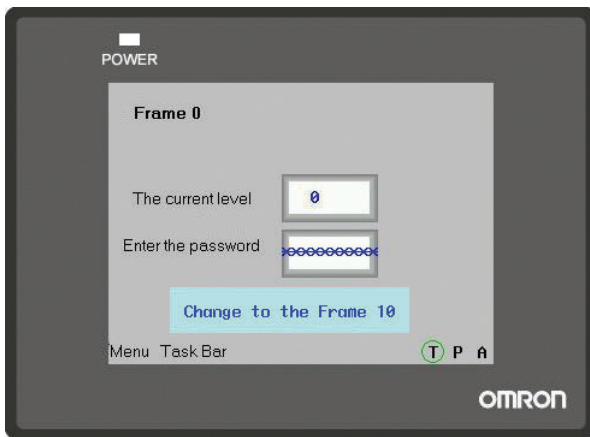 POWER
Frame 0
The current level 0
Enter the password
Change to the Frame 10
Menu Task Bar T P A
OMRON